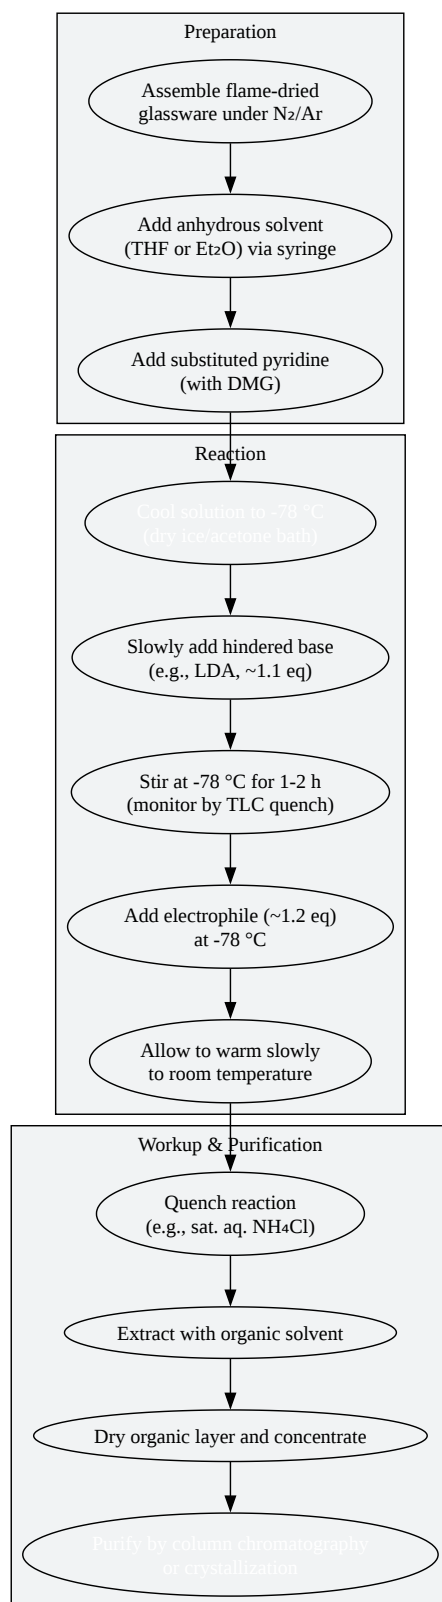 Preparation
Assemble flame-dried
glassware under N₂/Ar
Add anhydrous solvent
(THF or Et₂O) via syringe
Add substituted pyridine
(with DMG)
Reaction
Cool solution to -78 °C
(dry ice/acetone bath)
Slowly add hindered base
(e.g., LDA, ~1.1 eq)
Stir at -78 °C for 1-2 h
(monitor by TLC quench)
Add electrophile (~1.2 eq)
at -78 °C
Allow to warm slowly
to room temperature
Workup & Purification
Quench reaction
(e.g., sat. aq. NH₄Cl)
Extract with organic solvent
Dry organic layer and concentrate
Purify by column chromatography
or crystallization